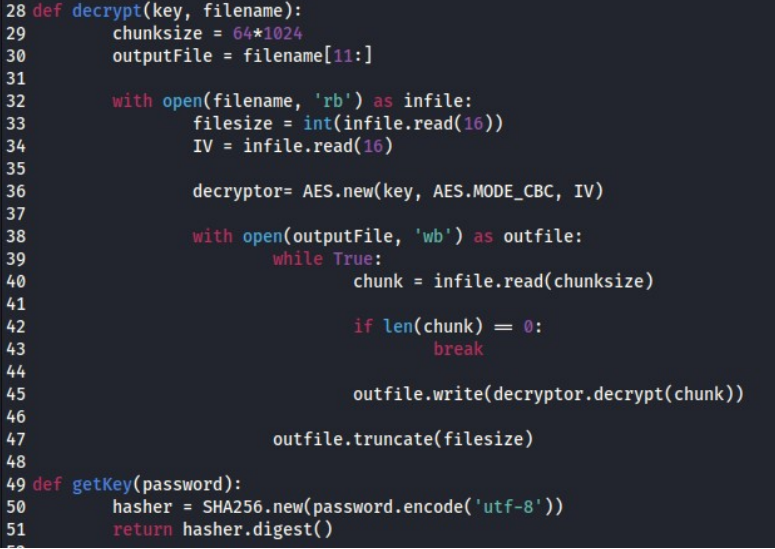 28 def decrypt(key, filename):
29         chunksize = 64*1024
30         outputFile = filename[11:]
31
32         with open(filename, 'rb') as infile:
33                 filesize = int(infile.read(16))
34                 IV = infile.read(16)
35
36                 decryptor= AES.new(key, AES.MODE_CBC, IV)
37
38                 with open(outputFile, 'wb') as outfile:
39                         while True:
40                                 chunk = infile.read(chunksize)
41
42                                 if len(chunk) == 0:
43                                         break
44
45                                 outfile.write(decryptor.decrypt(chunk))
46
47                         outfile.truncate(filesize)
48
49 def getKey(password):
50         hasher = SHA256.new(password.encode('utf-8'))
51         return hasher.digest()